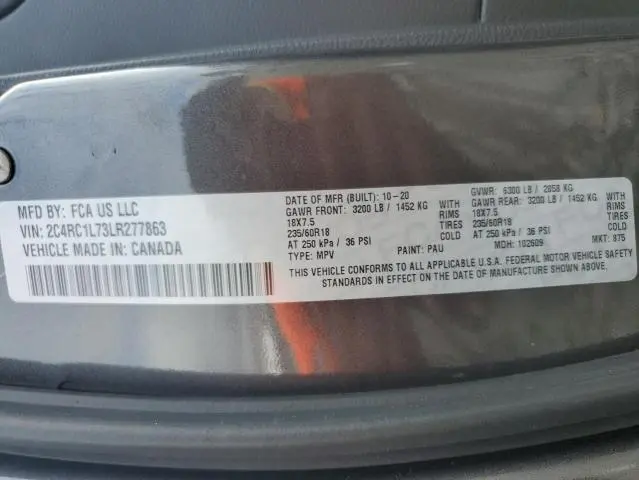 MFD BY: FCA US LLC
VIN: 2C4RC1L73LR277863
VEHICLE MADE IN: CANADA
DATE OF MFR (BUILT): 10-20 GVWR: 6300 LB / 2858 KG
GAWR FRONT: 3200 LB / 1452 KG WITH GAWR REAR: 3200 LB / 1452 KG WITH
18X7.5 RIMS 18X7.5 RIMS
235/60R18 TIRES 235/60R18 TIRES
AT 250 kPa / 36 PSI COLD AT 250 kPa / 36 PSI COLD
TYPE: MPV PAINT: PAU MDH: 102609 MKT: 875
THIS VEHICLE CONFORMS TO ALL APPLICABLE U.S.A. FEDERAL MOTOR VEHICLE SAFETY
STANDARDS IN EFFECT ON THE DATE OF MANUFACTURE SHOWN ABOVE.